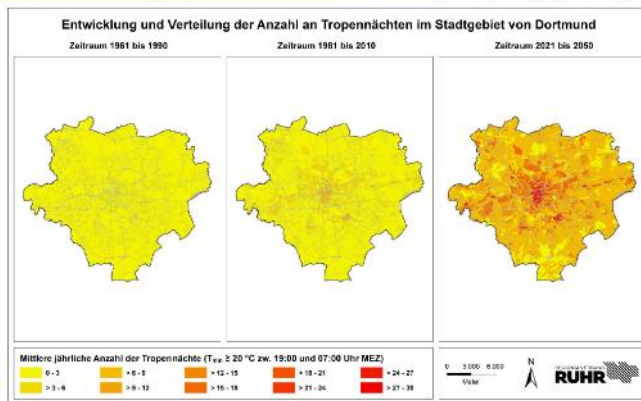 Entwicklung und Verteilung der Anzahl an Tropennächten im Stadtgebiet von Dortmund
Zeitraum 1961 bis 1990
Zeitraum 1981 bis 2010
Zeitraum 2021 bis 2050
Mittlere jährliche Anzahl der Tropennächte (Tmin ≥ 20 °C zw. 19:00 und 07:00 Uhr MEZ)
0 - 3
> 6 - 9
> 12 - 15
> 18 - 21
> 24 - 27
> 3 - 6
> 9 - 12
> 15 - 18
> 21 - 24
> 27 - 30
0 3.000 6.000
Meter
N
REGIONALVERBAND
RUHR